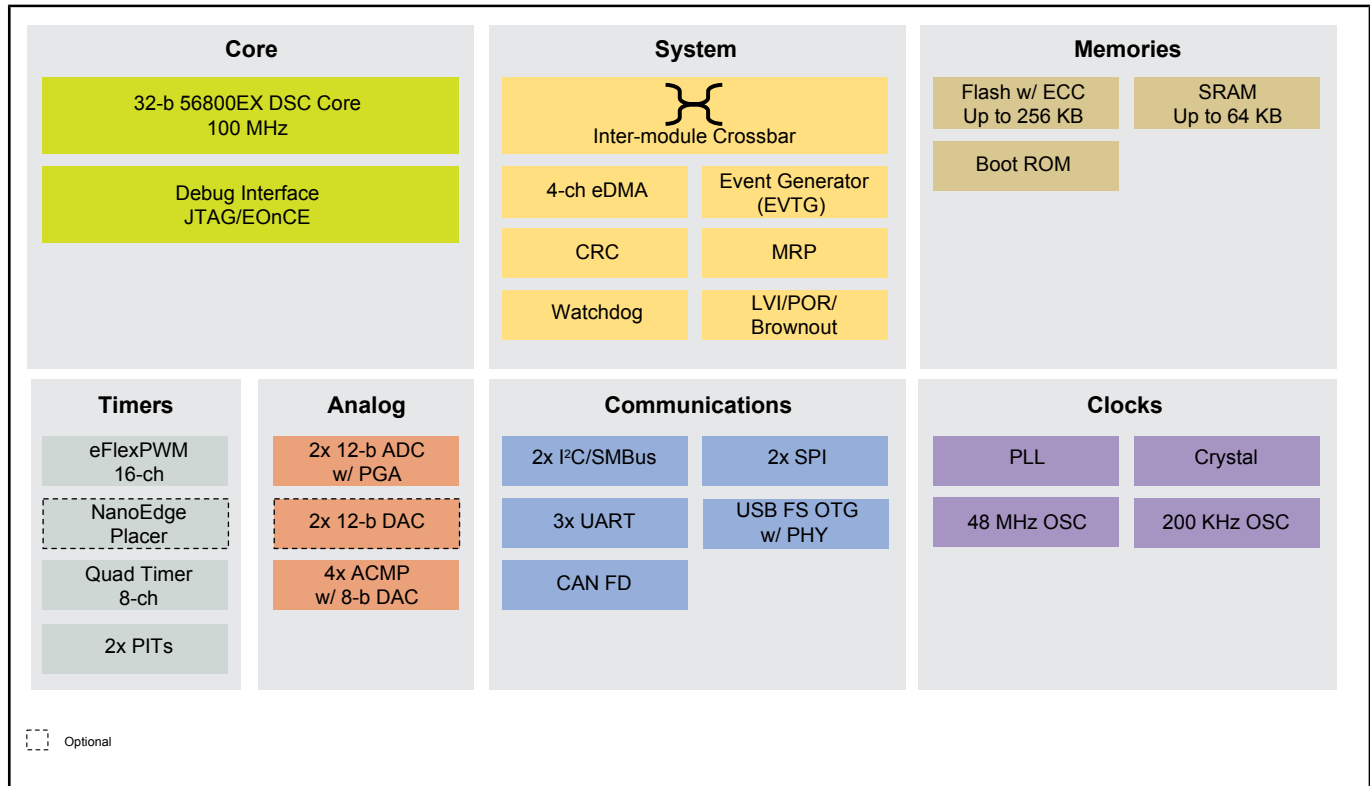 Core
32-b 56800EX DSC Core
100 MHz
Debug Interface
JTAG/EOnCE
System
Inter-module Crossbar
4-ch eDMA
Event Generator
(EVTG)
CRC
MRP
Watchdog
LVI/POR/
Brownout
Memories
Flash w/ ECC
Up to 256 KB
SRAM
Up to 64 KB
Boot ROM
Timers
eFlexPWM
16-ch
NanoEdge
Placer
Quad Timer
8-ch
2x PITs
Analog
2x 12-b ADC
w/ PGA
2x 12-b DAC
4x ACMP
w/ 8-b DAC
Communications
2x I²C/SMBus
2x SPI
3x UART
USB FS OTG
w/ PHY
CAN FD
Clocks
PLL
Crystal
48 MHz OSC
200 KHz OSC
Optional